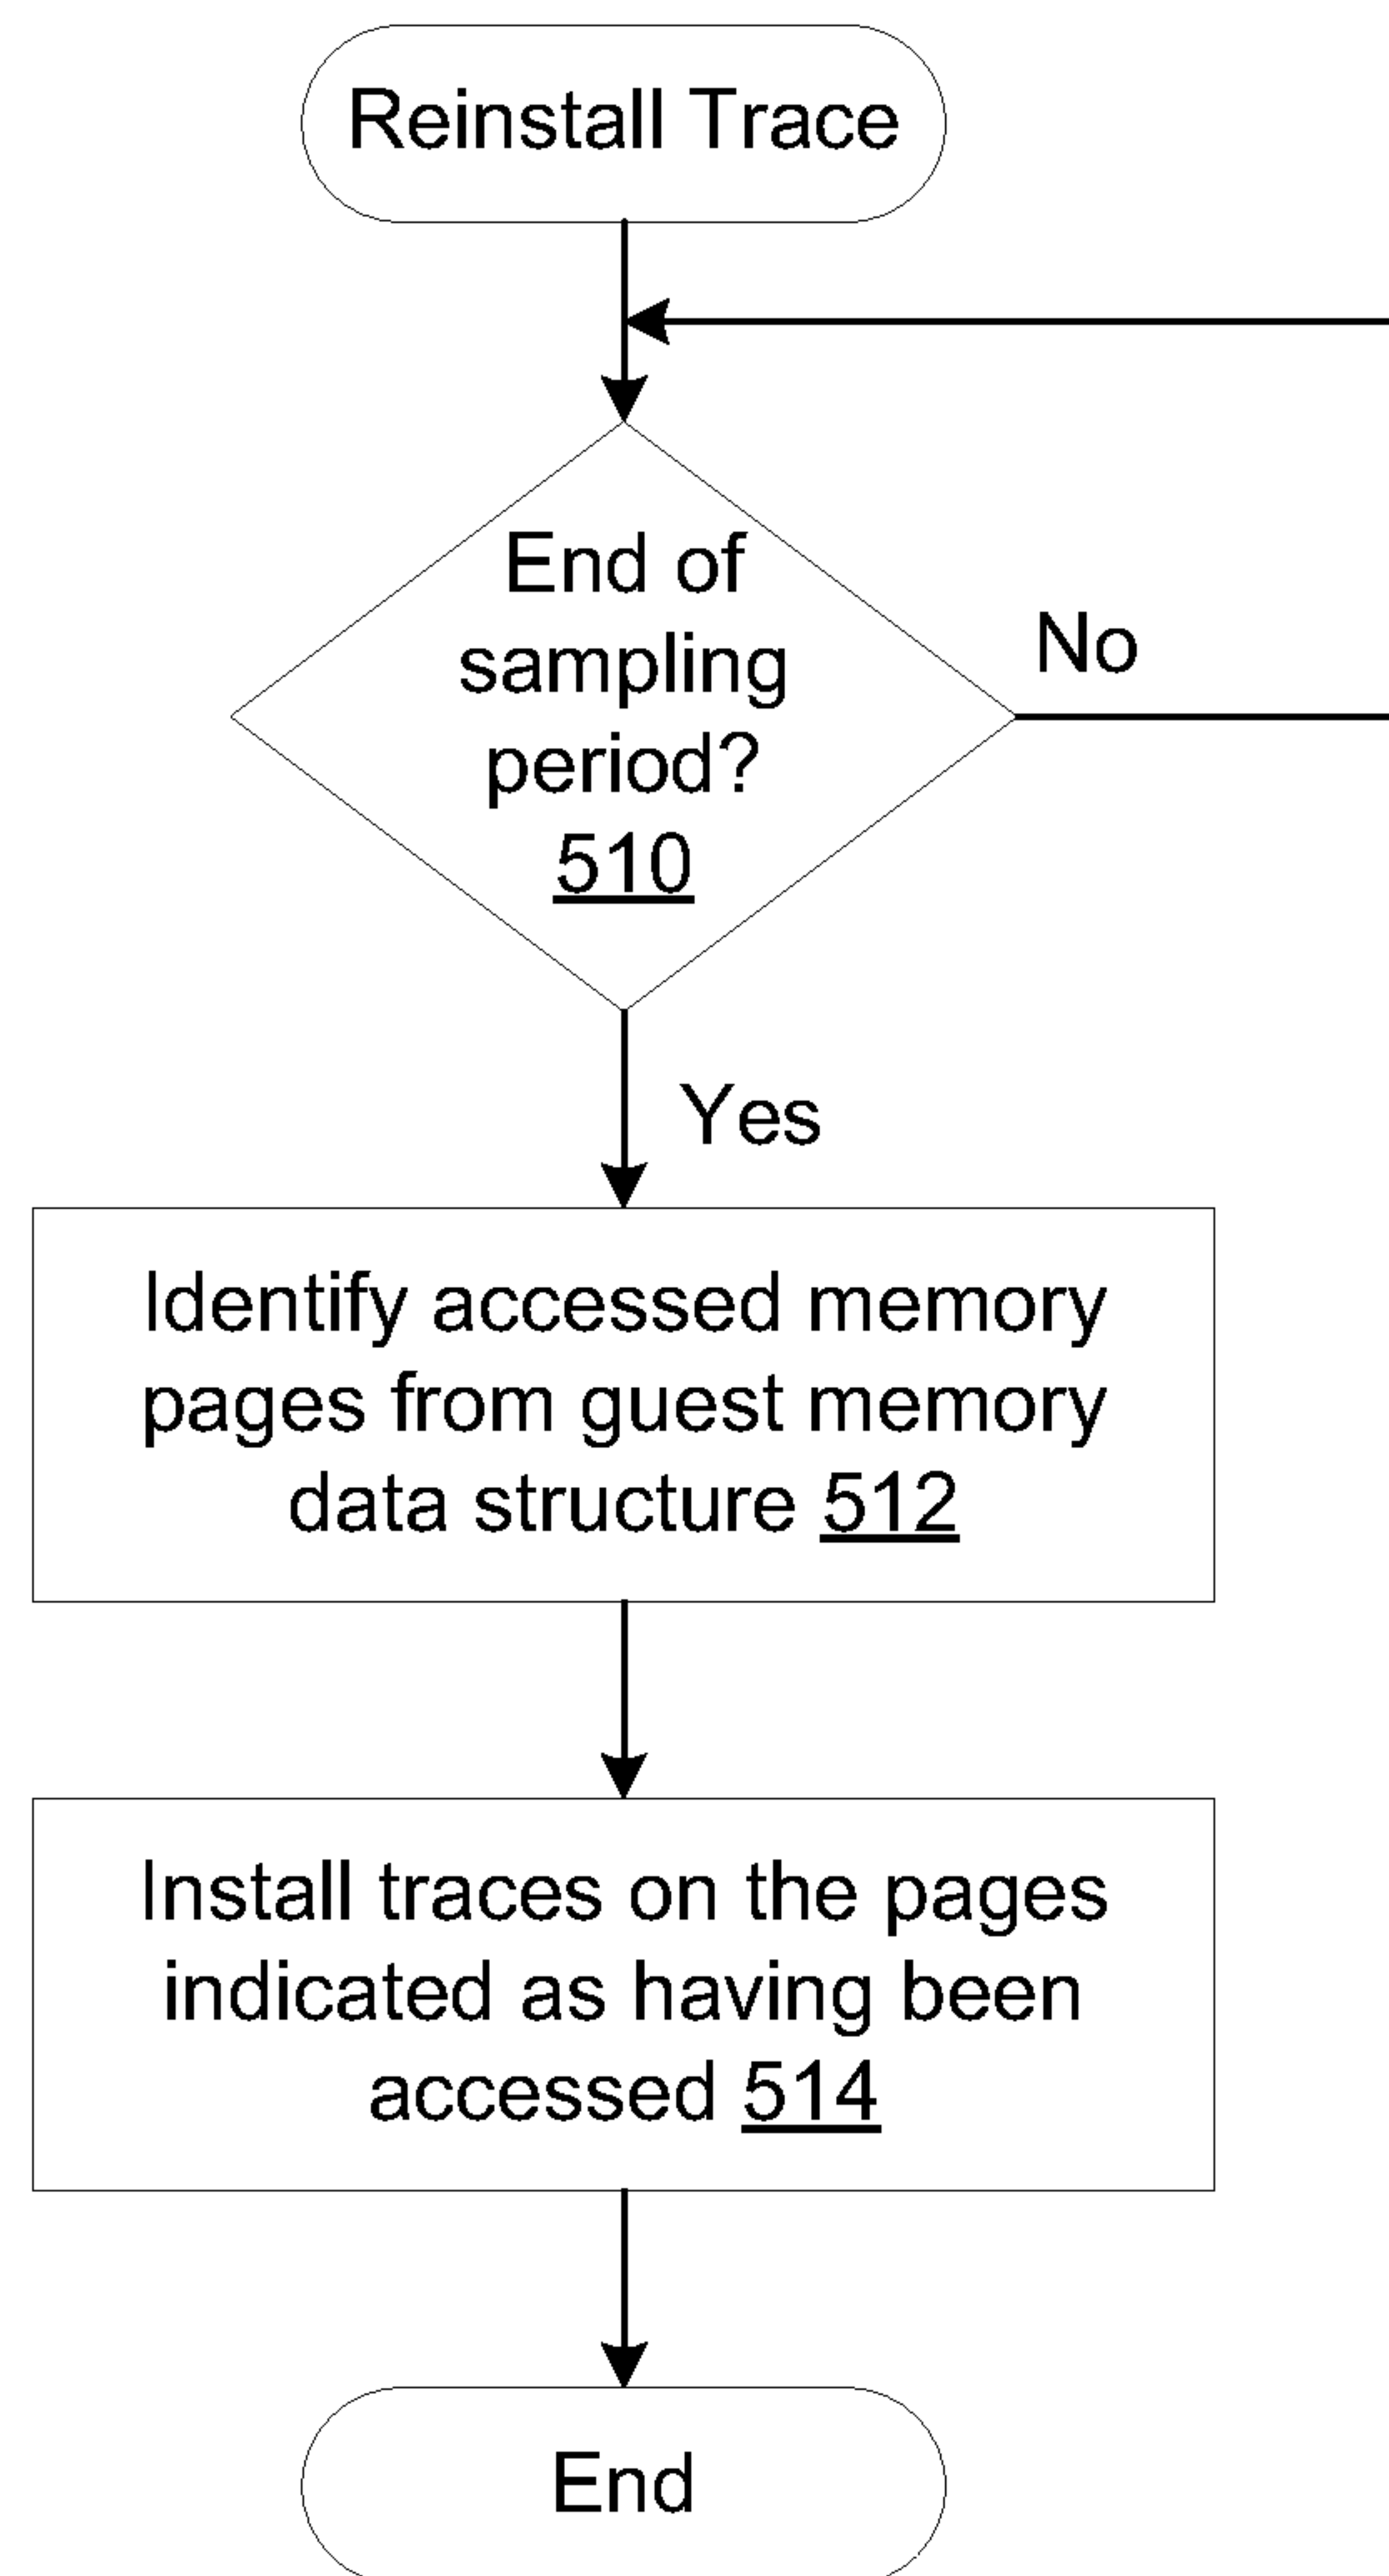 Reinstall Trace
End of
sampling
period?
510
No
Yes
Identify accessed memory
pages from guest memory
data structure 512
Install traces on the pages
indicated as having been
accessed 514
End